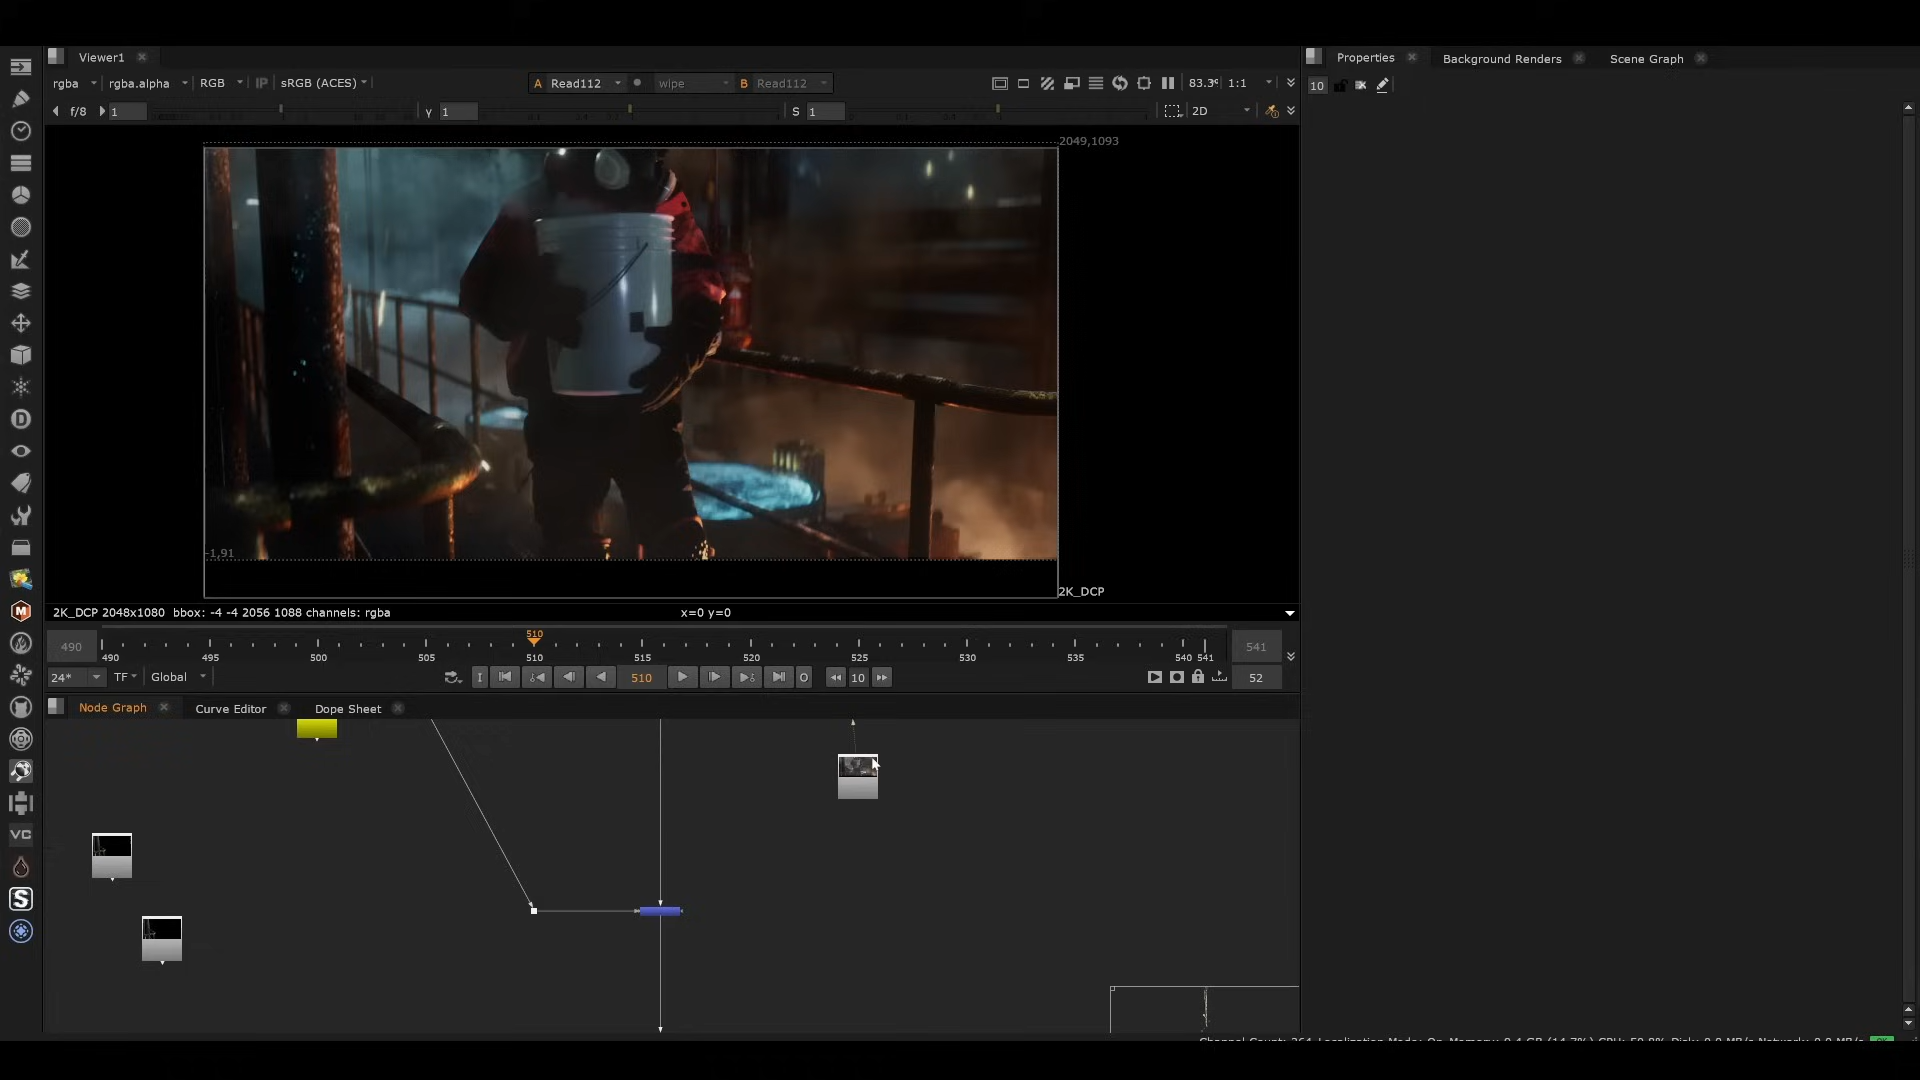 Viewer1
Properties
Background Renders
Scene Graph
rgba
rgba.alpha
RGB
IP
sRGB (ACES)
A
Read112
wipe
B
Read112
1:1
10
f/8
1
γ
1
S
1
2D
2049,1093
-1,91
2K_DCP
2K_DCP 2048x1080 bbox: -4 -4 2056 1088 channels: rgba
x=0 y=0
510
490
541
490
495
500
505
510
515
520
525
530
535
540
541
24*
TF
Global
I
510
O
10
52
Node Graph
Curve Editor
Dope Sheet
D
M
VC
S